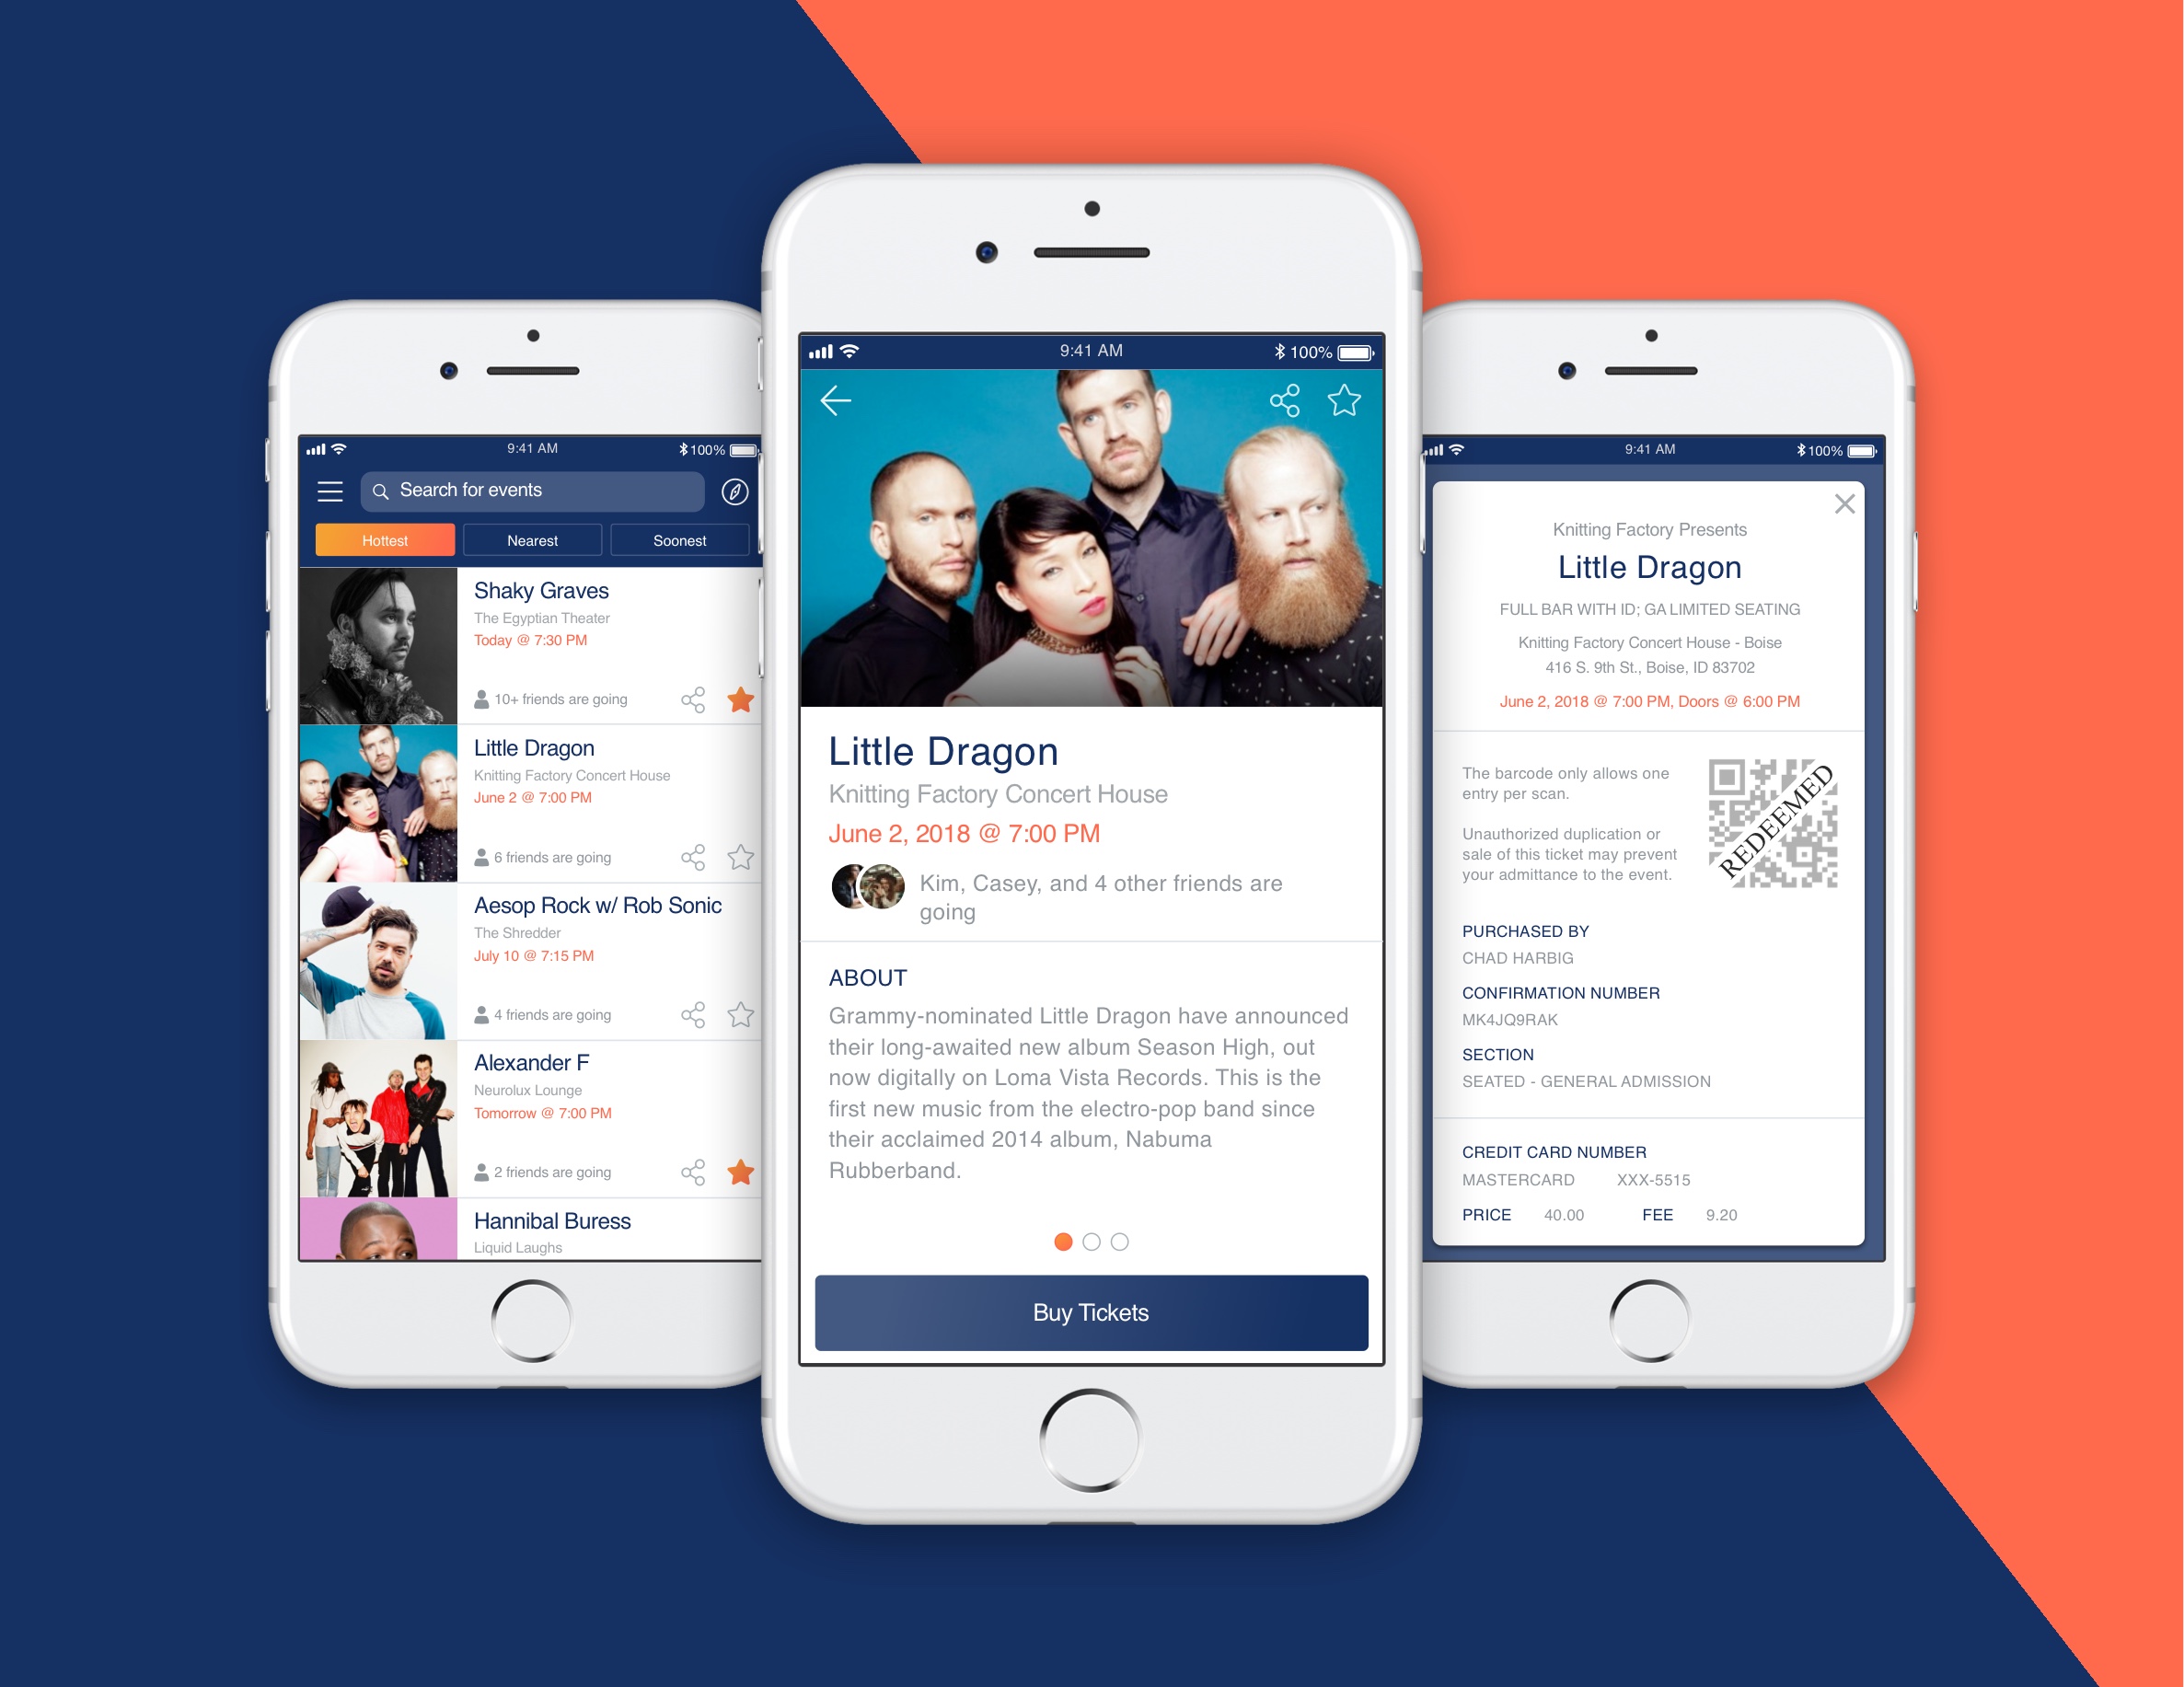 9:41 AM
100%
Search for events
Hottest
Nearest
Soonest
Shaky Graves
The Egyptian Theater
Today @ 7:30 PM
10+ friends are going
Little Dragon
Knitting Factory Concert House
June 2 @ 7:00 PM
6 friends are going
Aesop Rock w/ Rob Sonic
The Shredder
July 10 @ 7:15 PM
4 friends are going
Alexander F
Neurolux Lounge
Tomorrow @ 7:00 PM
2 friends are going
Hannibal Buress
Liquid Laughs
9:41 AM
100%
Little Dragon
Knitting Factory Concert House
June 2, 2018 @ 7:00 PM
Kim, Casey, and 4 other friends are
going
ABOUT
Grammy-nominated Little Dragon have announced
their long-awaited new album Season High, out
now digitally on Loma Vista Records. This is the
first new music from the electro-pop band since
their acclaimed 2014 album, Nabuma
Rubberband.
Buy Tickets
9:41 AM
100%
Knitting Factory Presents
Little Dragon
FULL BAR WITH ID; GA LIMITED SEATING
Knitting Factory Concert House - Boise
416 S. 9th St., Boise, ID 83702
June 2, 2018 @ 7:00 PM, Doors @ 6:00 PM
The barcode only allows one
entry per scan.
Unauthorized duplication or
sale of this ticket may prevent
your admittance to the event.
REDEEMED
PURCHASED BY
CHAD HARBIG
CONFIRMATION NUMBER
MK4JQ9RAK
SECTION
SEATED - GENERAL ADMISSION
CREDIT CARD NUMBER
MASTERCARD XXX-5515
PRICE 40.00 FEE 9.20